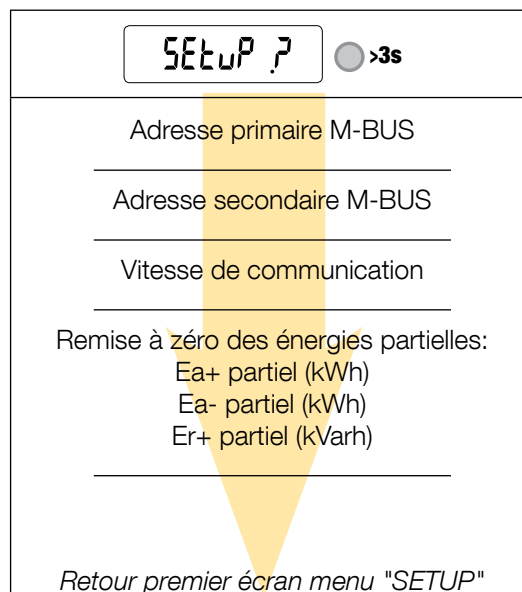 SEtuP ?
>3s
Adresse primaire M-BUS
Adresse secondaire M-BUS
Vitesse de communication
Remise à zéro des énergies partielles:
Ea+ partiel (kWh)
Ea- partiel (kWh)
Er+ partiel (kVarh)
Retour premier écran menu "SETUP"